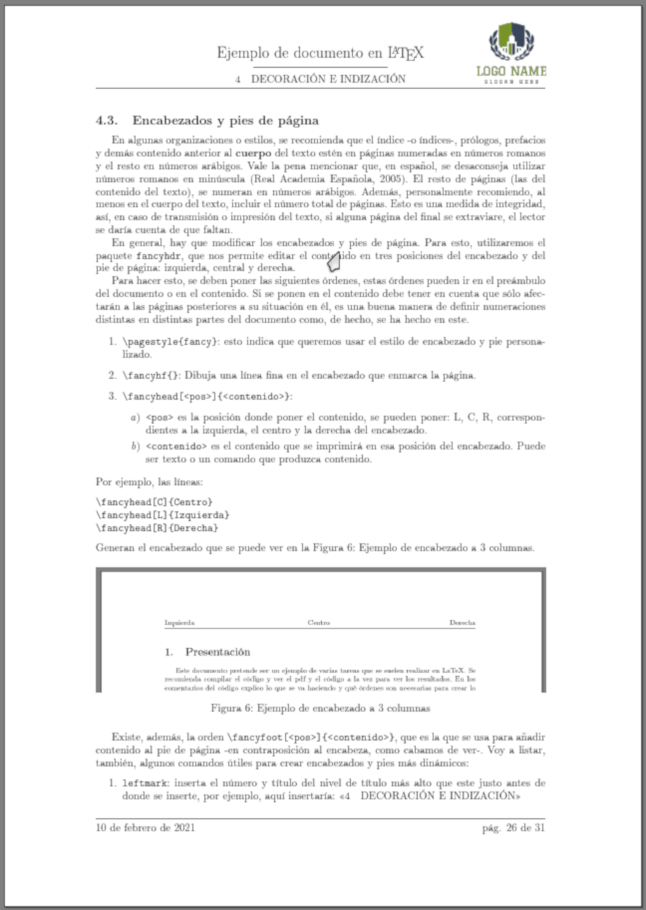 Ejemplo de documento en LATEX
4 DECORACIÓN E INDIZACIÓN
LOGO NAME
SLOGAN HERE
4.3. Encabezados y pies de página
En algunas organizaciones o estilos, se recomienda que el índice -o índices-, prólogos, prefacios
y demás contenido anterior al cuerpo del texto estén en páginas numeradas en números romanos
y el resto en números arábigos. Vale la pena mencionar que, en español, se desaconseja utilizar
números romanos en minúscula (Real Academia Española, 2005). El resto de páginas (las del
contenido del texto), se numeran en números arábigos. Además, personalmente recomiendo, al
menos en el cuerpo del texto, incluir el número total de páginas. Esto es una medida de integridad,
así, en caso de transmisión o impresión del texto, si alguna página del final se extraviare, el lector
se daría cuenta de que faltan.
En general, hay que modificar los encabezados y pies de página. Para esto, utilizaremos el
paquete fancyhdr, que nos permite editar el contenido en tres posiciones del encabezado y del
pie de página: izquierda, central y derecha.
Para hacer esto, se deben poner las siguientes órdenes, estas órdenes pueden ir en el preámbulo
del documento o en el contenido. Si se ponen en el contenido debe tener en cuenta que sólo afec-
tarán a las páginas posteriores a su situación en él, es una buena manera de definir numeraciones
distintas en distintas partes del documento como, de hecho, se ha hecho en este.
1. \pagestyle{fancy}: esto indica que queremos usar el estilo de encabezado y pie persona-
lizado.
2. \fancyhf{}: Dibuja una línea fina en el encabezado que enmarca la página.
3. \fancyhead[<pos>]{<contenido>}:
a) <pos> es la posición donde poner el contenido, se pueden poner: L, C, R, correspon-
dientes a la izquierda, el centro y la derecha del encabezado.
b) <contenido> es el contenido que se imprimirá en esa posición del encabezado. Puede
ser texto o un comando que produzca contenido.
Por ejemplo, las líneas:
\fancyhead[C]{Centro}
\fancyhead[L]{Izquierda}
\fancyhead[R]{Derecha}
Generan el encabezado que se puede ver en la Figura 6: Ejemplo de encabezado a 3 columnas.
Izquierda Centro Derecha
1. Presentación
Este documento pretende ser un ejemplo de varias tareas que se suelen realizar en LaTeX. Se
recomienda compilar el código y ver el pdf y el código a la vez para ver los resultados. En los
comentarios del código explico lo que se va haciendo y qué órdenes son necesarias para crear lo
Figura 6: Ejemplo de encabezado a 3 columnas
Existe, además, la orden \fancyfoot[<pos>]{<contenido>}, que es la que se usa para añadir
contenido al pie de página -en contraposición al encabeza, como cabamos de ver-. Voy a listar,
también, algunos comandos útiles para crear encabezados y pies más dinámicos:
1. leftmark: inserta el número y título del nivel de título más alto que este justo antes de
donde se inserte, por ejemplo, aquí insertaría: «4 DECORACIÓN E INDIZACIÓN»
10 de febrero de 2021 pág. 26 de 31